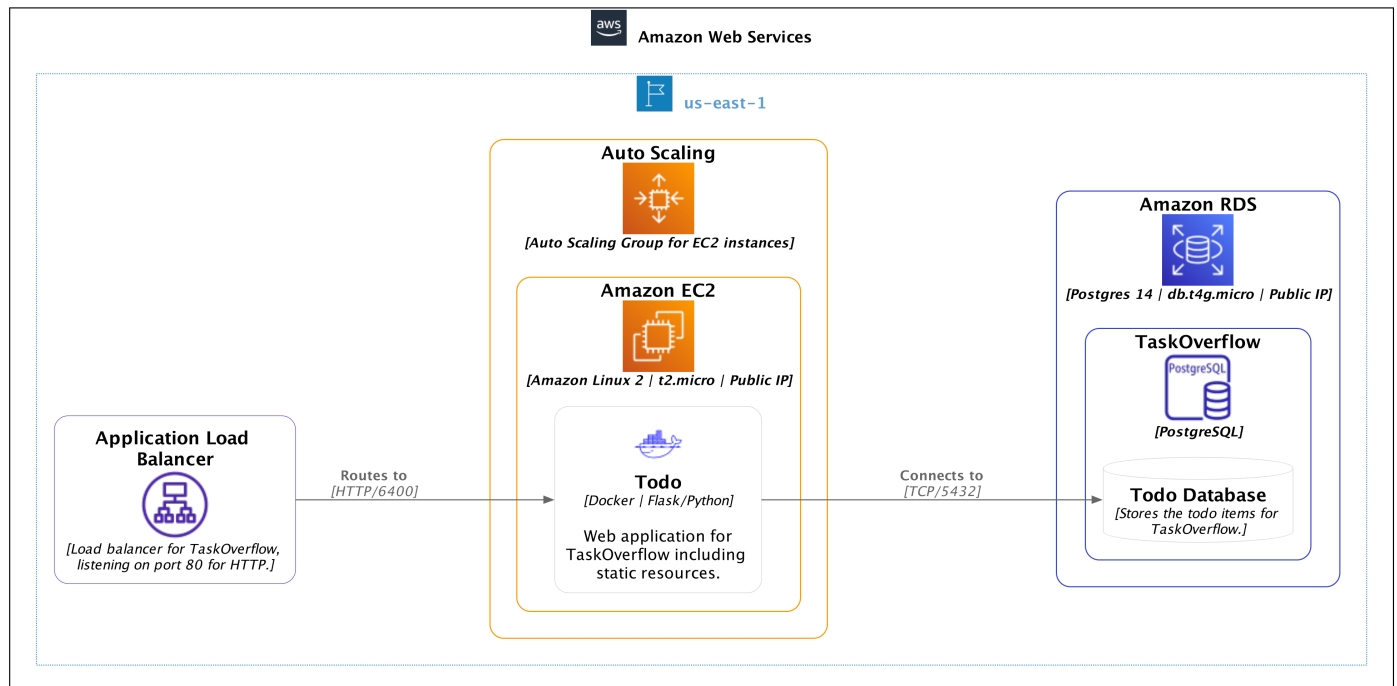 aws
Amazon Web Services
us-east-1
Auto Scaling
[Auto Scaling Group for EC2 instances]
Amazon EC2
[Amazon Linux 2 | t2.micro | Public IP]
Todo
[Docker | Flask/Python]
Web application for
TaskOverflow including
static resources.
Application Load
Balancer
[Load balancer for TaskOverflow,
listening on port 80 for HTTP.]
Routes to
[HTTP/6400]
Connects to
[TCP/5432]
Amazon RDS
[Postgres 14 | db.t4g.micro | Public IP]
TaskOverflow
PostgreSQL
[PostgreSQL]
Todo Database
[Stores the todo items for
TaskOverflow.]